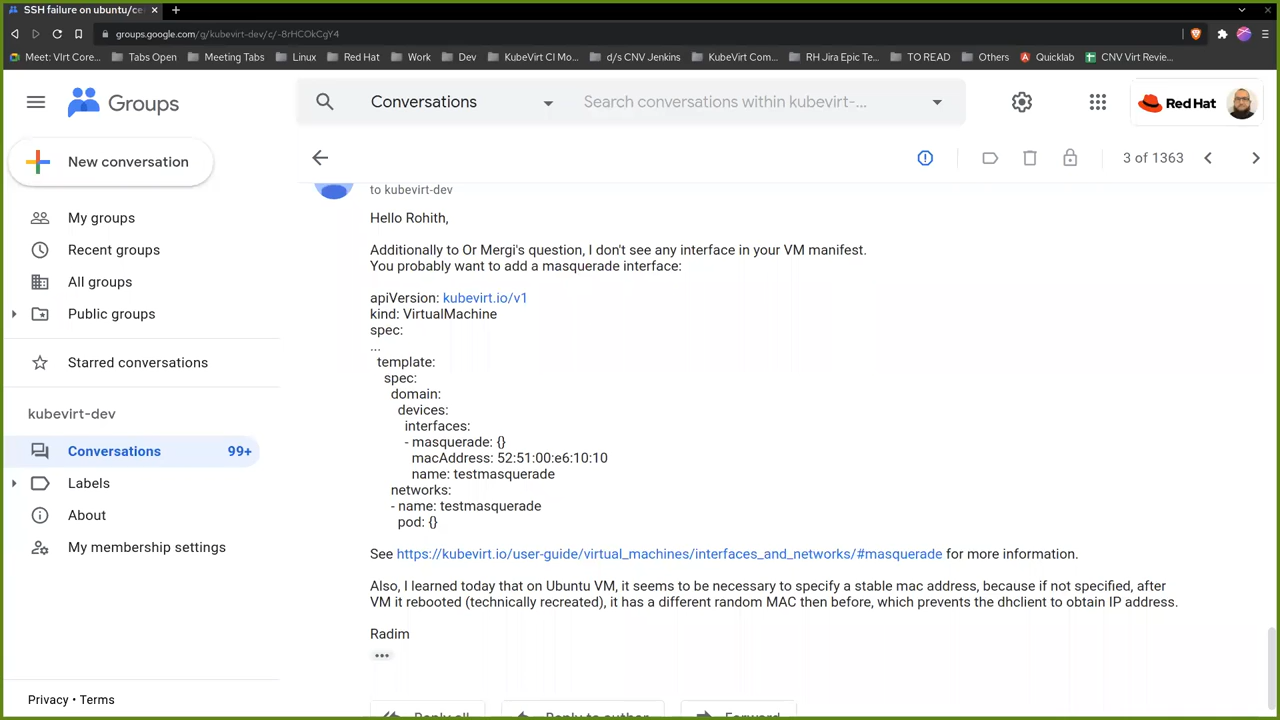 SSH failure on ubuntu/ce
groups.google.com/g/kubevirt-dev/c/-8rHCOkCgY4
Meet: VIrt Core...
Tabs Open
Meeting Tabs
Linux
Red Hat
Work
Dev
KubeVirt CI Mo...
d/s CNV Jenkins
KubeVirt Com...
RH Jira Epic Te...
TO READ
Others
Quicklab
CNV Virt Revie...
Groups
Conversations
Search conversations within kubevirt-...
Red Hat
New conversation
3 of 1363
My groups
Recent groups
All groups
Public groups
Starred conversations
kubevirt-dev
Conversations 99+
Labels
About
My membership settings
Privacy • Terms
to kubevirt-dev
Hello Rohith,
Additionally to Or Mergi's question, I don't see any interface in your VM manifest.
You probably want to add a masquerade interface:
apiVersion: kubevirt.io/v1
kind: VirtualMachine
spec:
...
template:
spec:
domain:
devices:
interfaces:
- masquerade: {}
macAddress: 52:51:00:e6:10:10
name: testmasquerade
networks:
- name: testmasquerade
pod: {}
See https://kubevirt.io/user-guide/virtual_machines/interfaces_and_networks/#masquerade for more information.
Also, I learned today that on Ubuntu VM, it seems to be necessary to specify a stable mac address, because if not specified, after
VM it rebooted (technically recreated), it has a different random MAC then before, which prevents the dhclient to obtain IP address.
Radim
Reply all
Reply to author
Forward